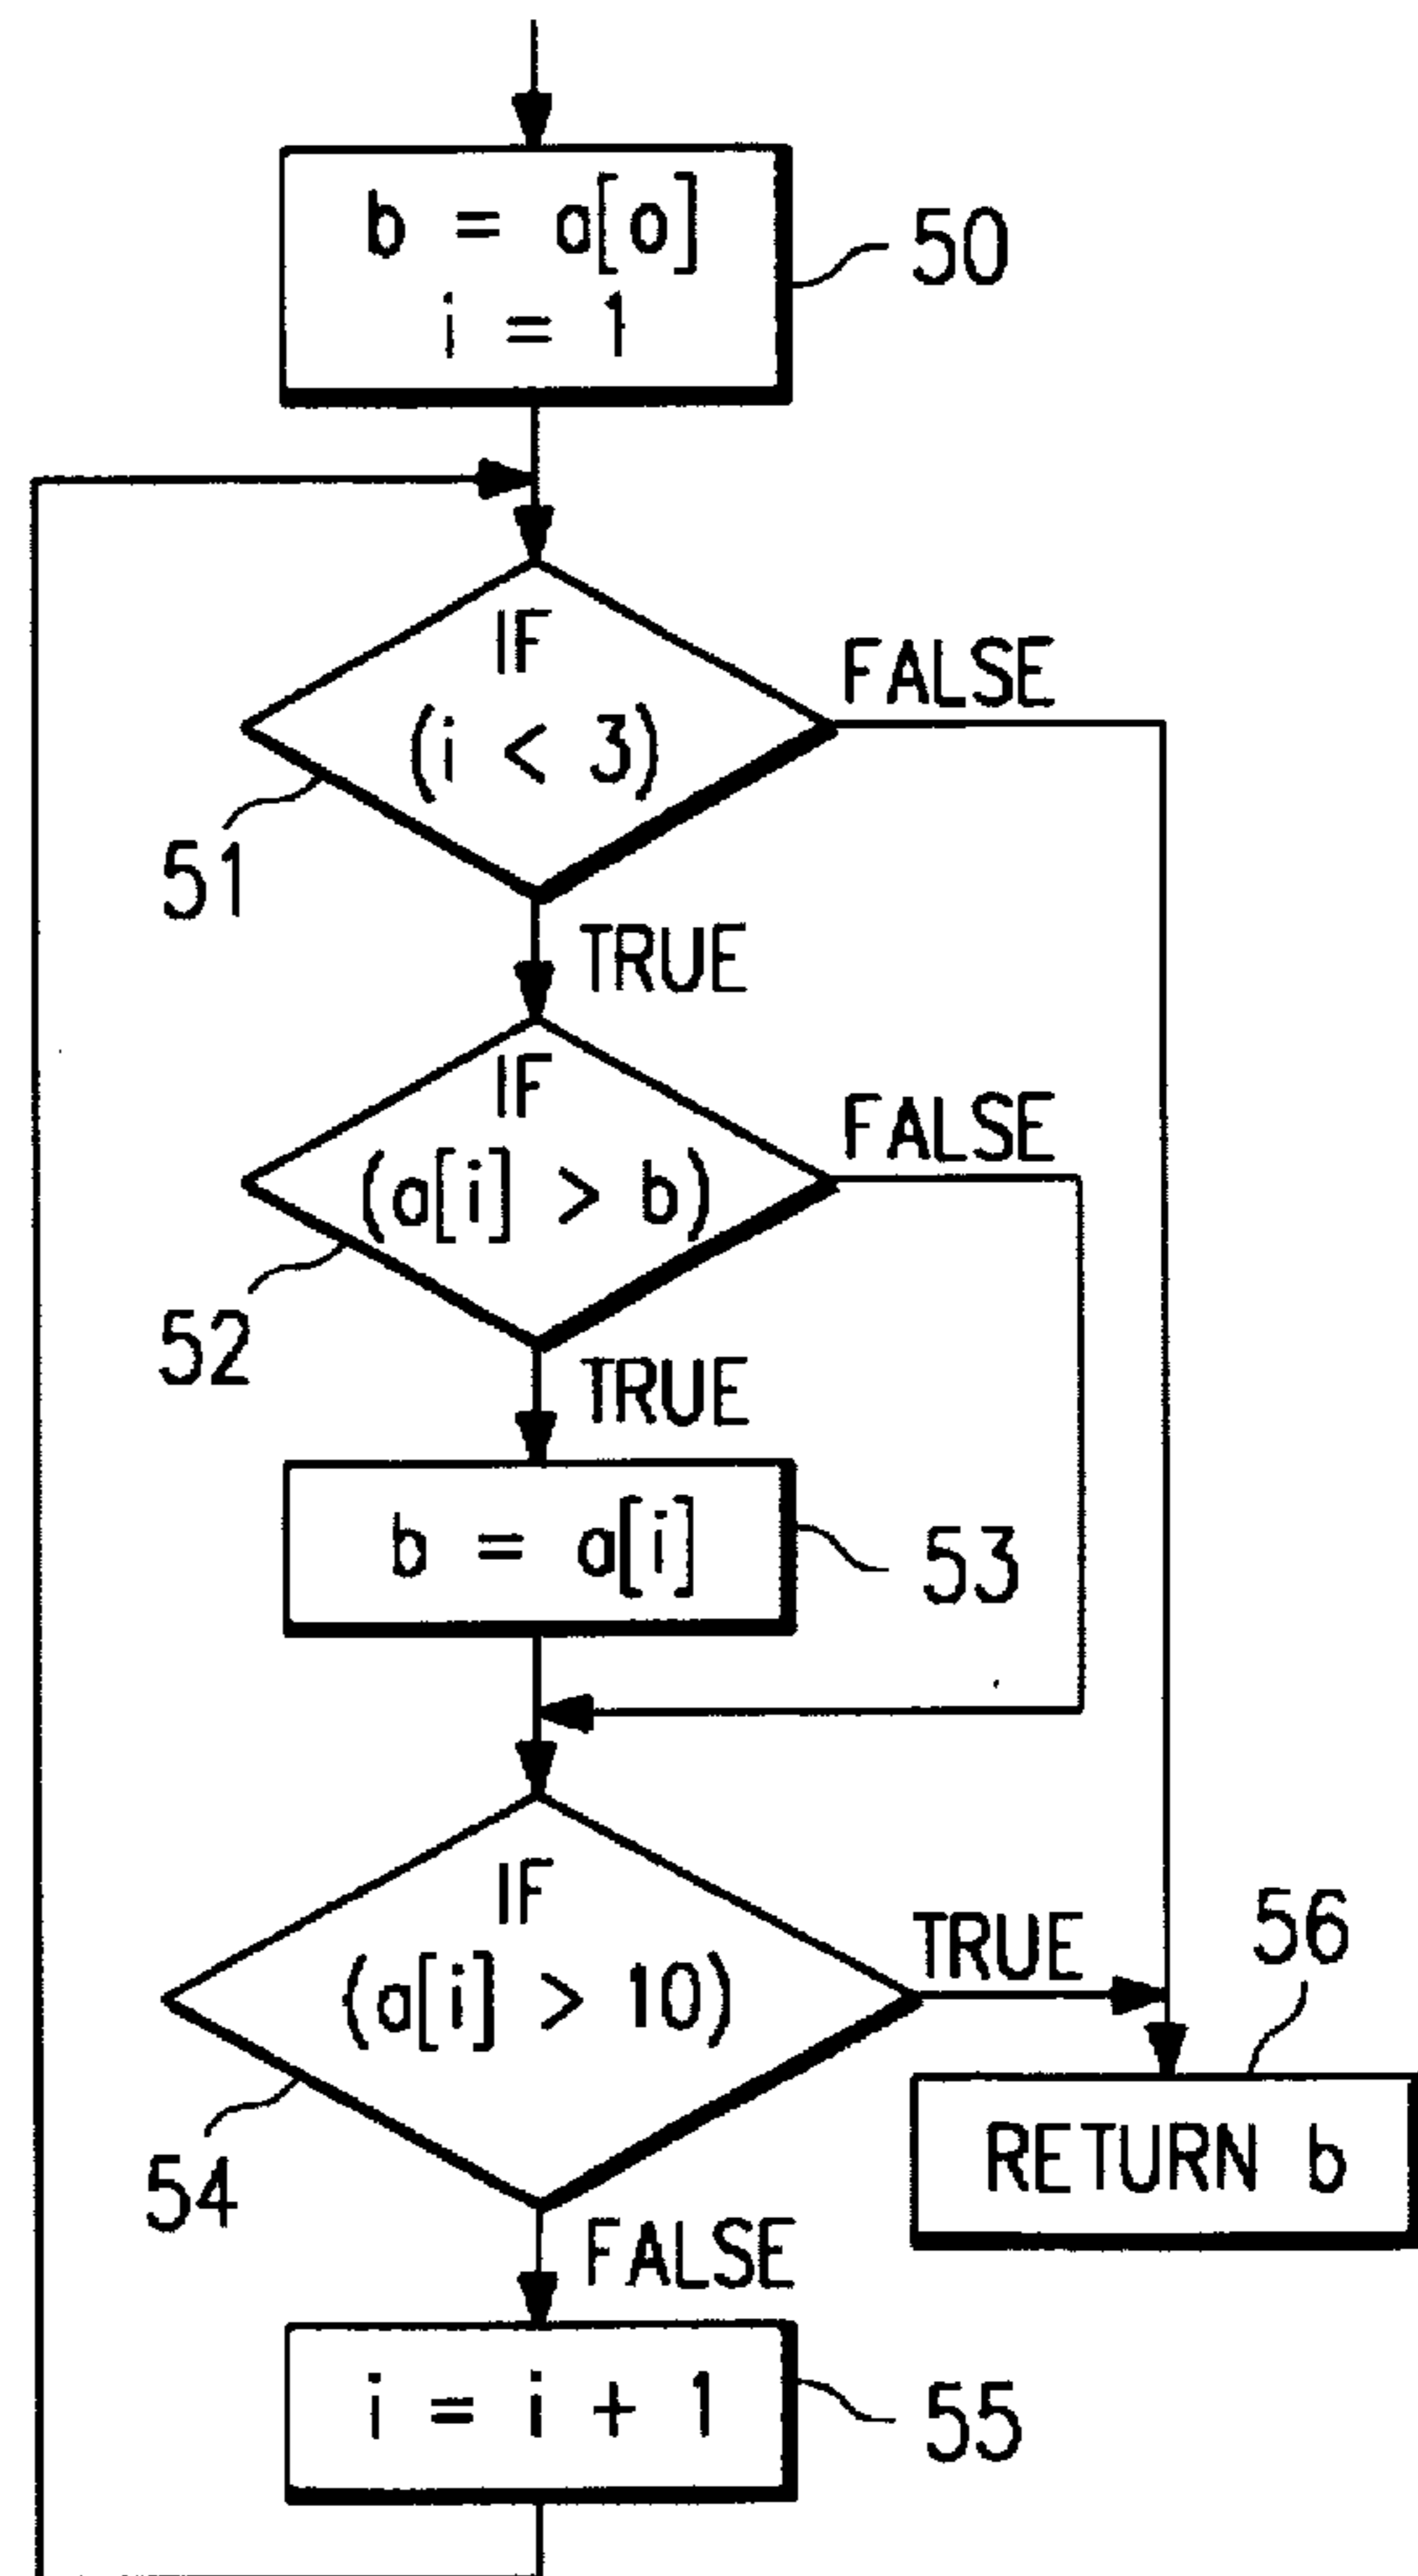 b = a[o]
i = 1
50
IF
(i < 3)
FALSE
51
TRUE
IF
(a[i] > b)
FALSE
52
TRUE
b = a[i]
53
IF
(a[i] > 10)
TRUE
56
54
RETURN b
FALSE
i = i + 1
55